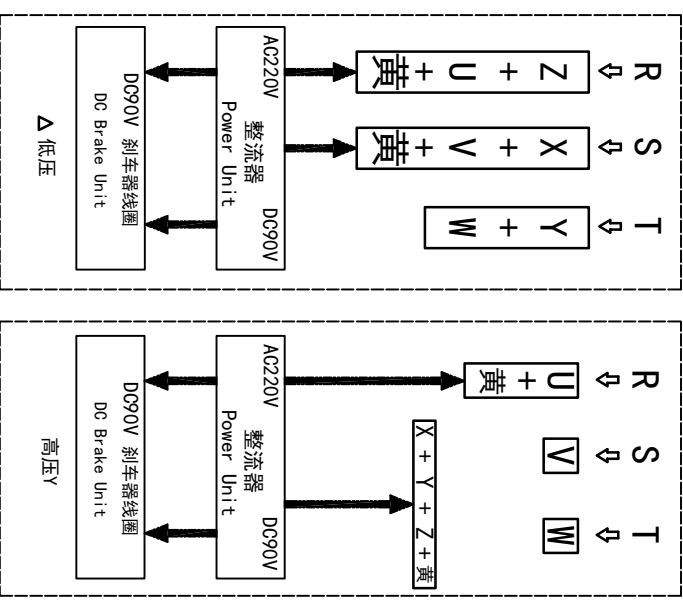 R S T
Z + U + 黄
X + V + 黄
Y + W
AC220V DC90V
整流器
Power Unit
DC90V 刹车器线圈
DC Brake Unit
Δ 低压
R S T
U + 黄
V
W
X + Y + Z + 黄
AC220V DC90V
整流器
Power Unit
DC90V 刹车器线圈
DC Brake Unit
高压Y